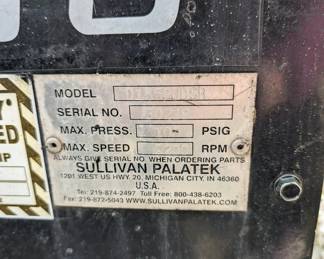 MODEL
SERIAL NO.
MAX. PRESS. PSIG
MAX. SPEED RPM
ALWAYS GIVE SERIAL NO. WHEN ORDERING PARTS
SULLIVAN PALATEK
1201 WEST US HWY. 20, MICHIGAN CITY, IN 46360
U.S.A.
Tel: 219-874-2497 Toll Free: 800-438-6203
Fax: 219-872-5043 WWW.SULLIVANPALATEK.COM